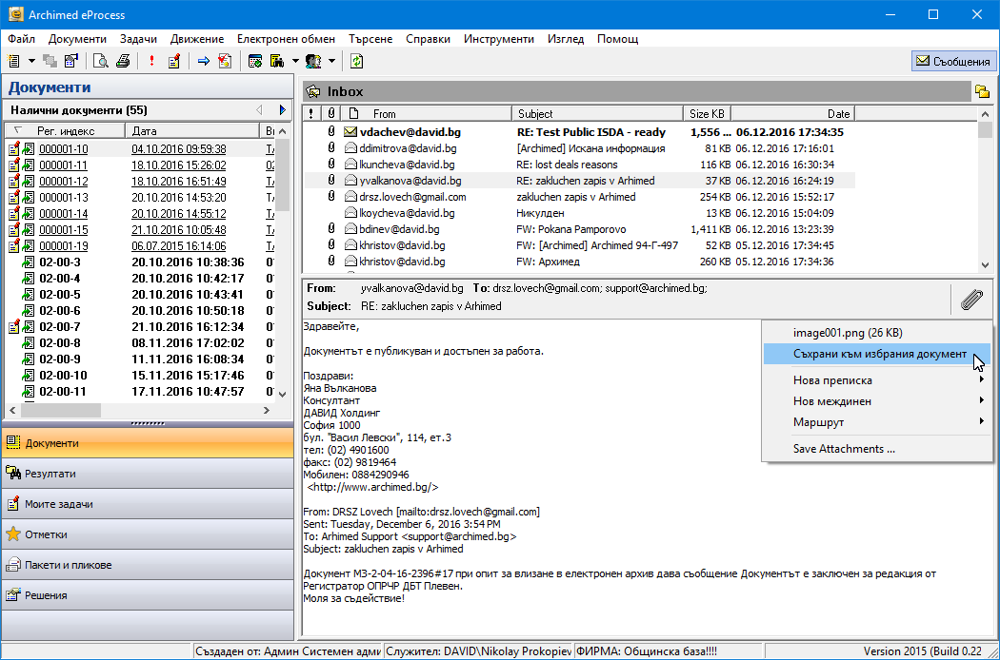 Archimed eProcess
Файл Документи Задачи Движение Електронен обмен Търсене Справки Инструменти Изглед Помощ
Съобщения
Документи
Налични документи (55)
Рег. индекс Дата
000001-10 04.10.2016 09:59:38
000001-11 18.10.2016 15:26:02
000001-12 18.10.2016 16:51:49
000001-13 20.10.2016 14:53:20
000001-14 20.10.2016 14:55:12
000001-15 21.10.2016 10:05:48
000001-19 06.07.2015 16:14:06
02-00-3 20.10.2016 10:38:36
02-00-4 20.10.2016 10:42:17
02-00-5 20.10.2016 10:43:41
02-00-6 20.10.2016 10:50:18
02-00-7 21.10.2016 16:12:34
02-00-8 08.11.2016 17:02:02
02-00-9 11.11.2016 16:08:34
02-00-10 15.11.2016 15:17:46
02-00-11 17.11.2016 10:47:57
Документи
Резултати
Моите задачи
Отметки
Пакети и пликове
Решения
Inbox
! From Subject Size KB Date
vdachev@david.bg RE: Test Public ISDA - ready 1,556 ... 06.12.2016 17:34:35
ddimitrova@david.bg [Archimed] Искана информация 81 KB 06.12.2016 17:16:01
lkuncheva@david.bg RE: lost deals reasons 116 KB 06.12.2016 16:30:34
yvalkanova@david.bg RE: zakluchen zapis v Arhimed 37 KB 06.12.2016 16:24:19
drsz.lovech@gmail.com zakluchen zapis v Arhimed 254 KB 06.12.2016 15:52:17
lkoycheva@david.bg Никулден 13 KB 06.12.2016 15:04:09
bdinev@david.bg FW: Pokana Pamporovo 1,411 KB 06.12.2016 13:23:39
khristov@david.bg FW: [Archimed] Archimed 94-Г-497 52 KB 05.12.2016 17:34:45
khristov@david.bg FW: Архимед 260 KB 05.12.2016 17:34:36
From: yvalkanova@david.bg To: drsz.lovech@gmail.com; support@archimed.bg;
Subject: RE: zakluchen zapis v Arhimed
Здравейте,
Документът е публикуван и достъпен за работа.
Поздрави:
Яна Вълканова
Консултант
ДАВИД Холдинг
София 1000
бул. "Васил Левски", 114, ет.3
тел: (02) 4901600
факс: (02) 9819464
Мобилен: 0884290946
<http://www.archimed.bg/>
From: DRSZ Lovech [mailto:drsz.lovech@gmail.com]
Sent: Tuesday, December 6, 2016 3:54 PM
To: Arhimed Support <support@archimed.bg>
Subject: zakluchen zapis v Arhimed
Документ МЗ-2-04-16-2396#17 при опит за влизане в електронен архив дава съобщение Документът е заключен за редакция от
Регистратор ОПРЧР ДБТ Плевен.
Моля за съдействие!
image001.png (26 KB)
Съхрани към избрания документ
Нова преписка
Нов междинен
Маршрут
Save Attachments ...
Създаден от: Админ Системен адми Служител: DAVID\Nikolay Prokopiev ФИРМА: Общинска база!!!! Version 2015 (Build 0.22